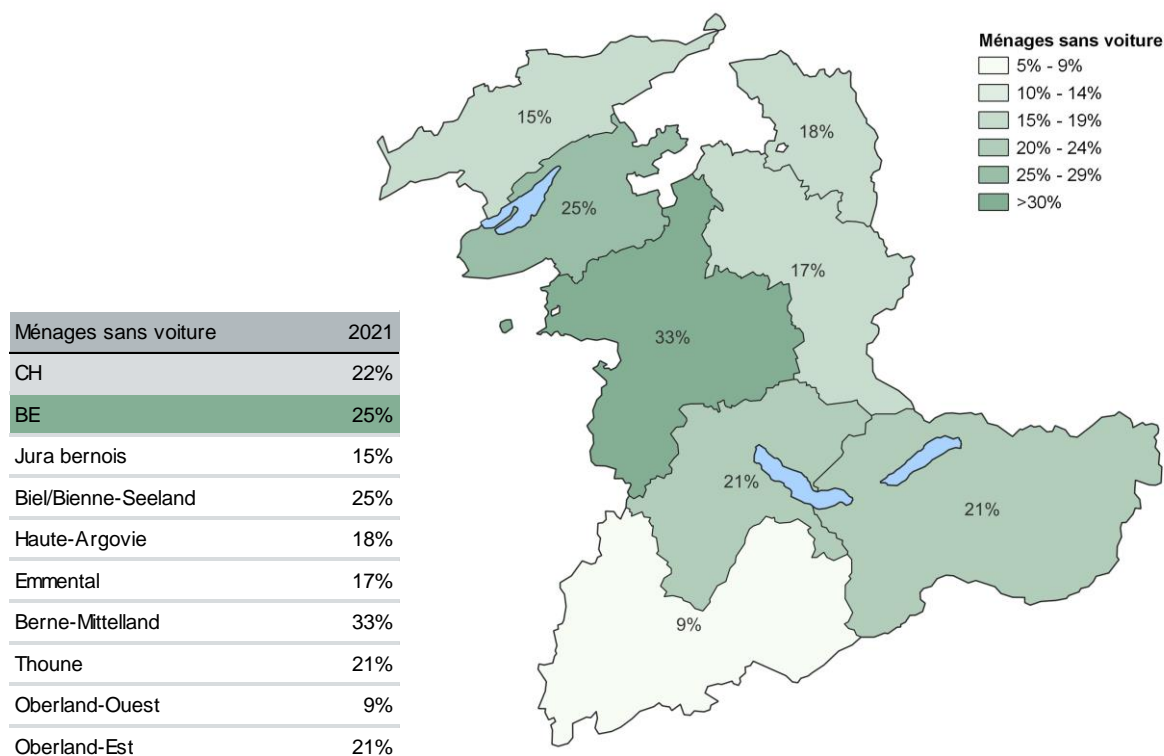 Ménages sans voiture
5% - 9%
10% - 14%
15% - 19%
20% - 24%
25% - 29%
>30%
15%
18%
25%
17%
33%
21%
21%
9%
Ménages sans voiture 2021
CH 22%
BE 25%
Jura bernois 15%
Biel/Bienne-Seeland 25%
Haute-Argovie 18%
Emmental 17%
Berne-Mittelland 33%
Thoune 21%
Oberland-Ouest 9%
Oberland-Est 21%